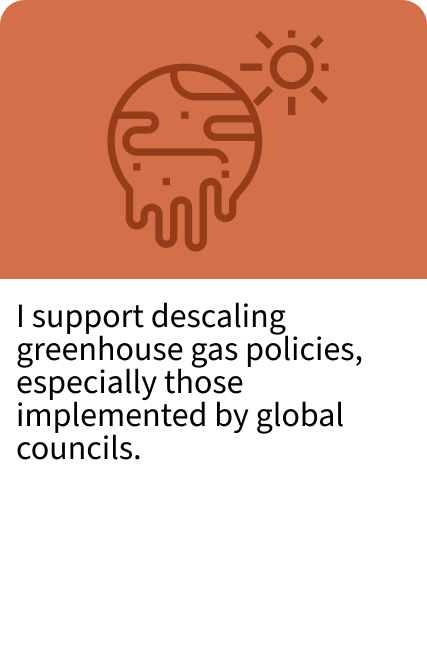 I support descaling
greenhouse gas policies,
especially those
implemented by global
councils.